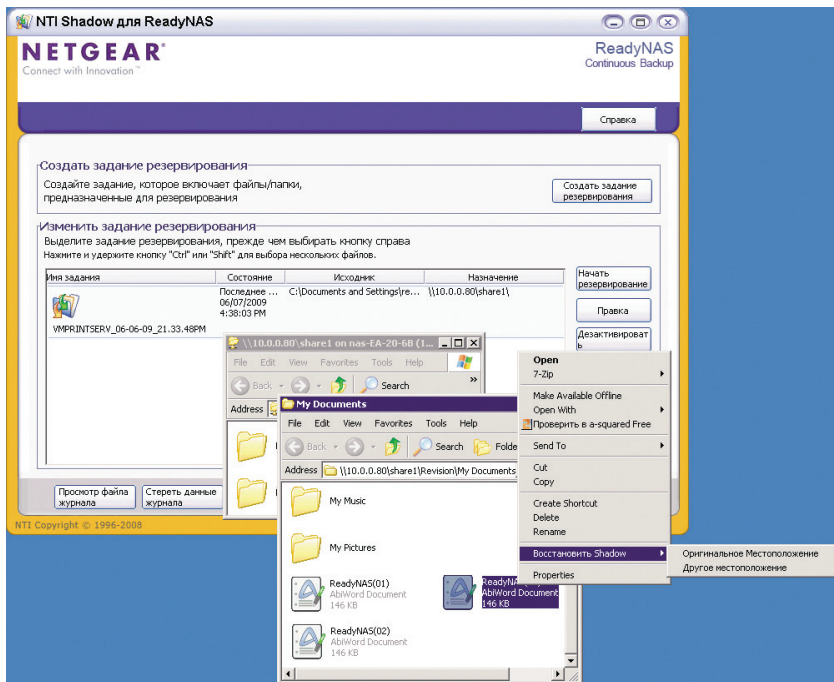 NTI Shadow для ReadyNAS
NETGEAR®
Connect with Innovation™
ReadyNAS
Continuous Backup
Справка
Создать задание резервирования
Создайте задание, которое включает файлы/папки,
предназначенные для резервирования
Создать задание
резервирования
Изменить задание резервирования
Выделите задание резервирования, прежде чем выбирать кнопку справа
Нажмите и удержите кнопку "Ctrl" или "Shift" для выбора нескольких файлов.
Имя задания Состояние Исходник Назначение
Последнее ... C:\Documents and Settings\re... \\10.0.0.80\share1\
06/07/2009
4:38:03 PM
VMPRINTSERV_06-06-09_21.33.48PM
Начать
резервирование
Правка
Дезактивироват
ь
Просмотр файла
журнала
Стереть данные
журнала
NTI Copyright © 1996-2008
\\10.0.0.80\share1 on nas-EA-20-6B (1...
File Edit View Favorites Tools Help
Back Search »
Address
My Documents
File Edit View Favorites Tools Help
Back Search Folde
Address \\10.0.0.80\share1\Revision\My Documents
My Music
My Pictures
ReadyNAS(01)
AbiWord Document
146 KB
AbiWord Document
146 KB
ReadyNAS(02)
AbiWord Document
146 KB
Open
7-Zip
Make Available Offline
Open With
Проверить в a-squared Free
Send To
Cut
Copy
Create Shortcut
Delete
Rename
Восстановить Shadow
Properties
Оригинальное Местоположение
Другое местоположение